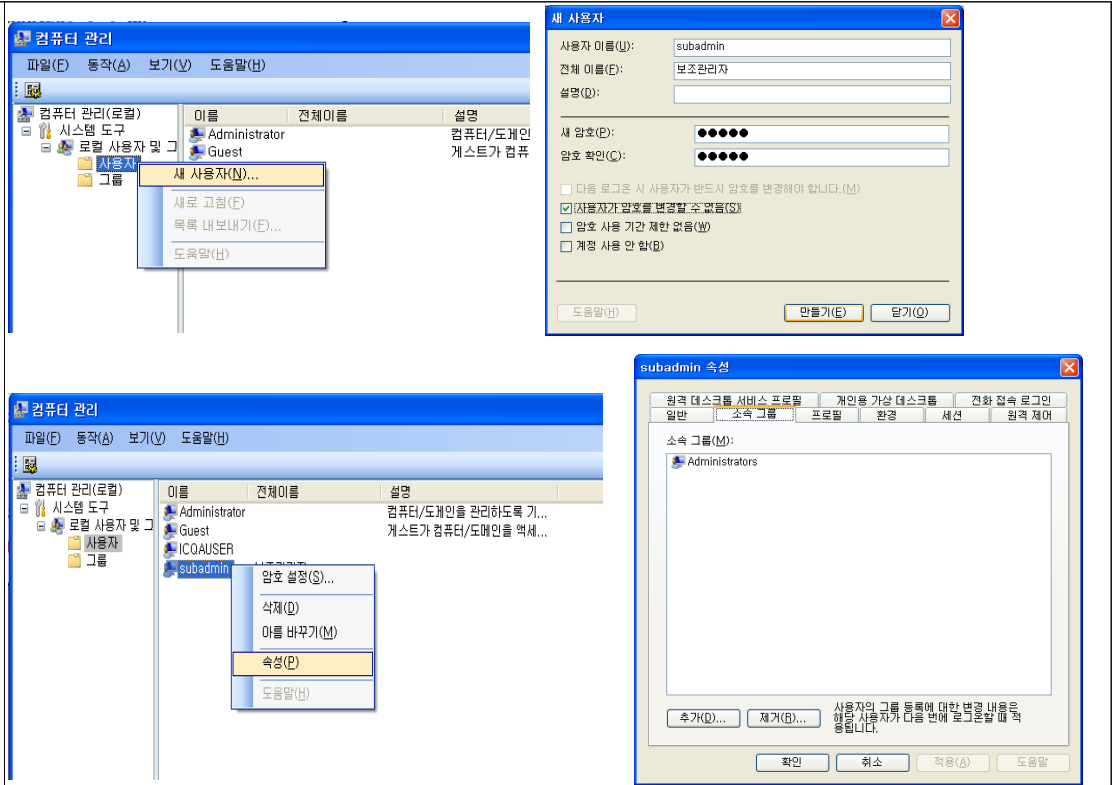 컴퓨터 관리
파일(F) 동작(A) 보기(V) 도움말(H)
컴퓨터 관리(로컬)
시스템 도구
로컬 사용자 및 그
사용자
그룹
이름 전체이름 설명
Administrator 컴퓨터/도메인
Guest 게스트가 컴퓨
새 사용자(N)...
새로 고침(F)
목록 내보내기(F)...
도움말(H)
새 사용자
사용자 이름(U): subadmin
전체 이름(F): 보조관리자
설명(D):
새 암호(P): ●●●●●
암호 확인(C): ●●●●●
다음 로그온 시 사용자가 반드시 암호를 변경해야 합니다.(M)
사용자가 암호를 변경할 수 없음(S)
암호 사용 기간 제한 없음(W)
계정 사용 안 함(B)
도움말(H) 만들기(E) 닫기(O)
컴퓨터 관리
파일(F) 동작(A) 보기(V) 도움말(H)
컴퓨터 관리(로컬)
시스템 도구
로컬 사용자 및 그
사용자
그룹
이름 전체이름 설명
Administrator 컴퓨터/도메인을 관리하도록 기...
Guest 게스트가 컴퓨터/도메인을 액세...
ICQAUSER
subadmin
암호 설정(S)...
삭제(D)
아름 바꾸기(M)
속성(P)
도움말(H)
subadmin 속성
원격 데스크톱 서비스 프로필 개인용 가상 데스크톱 전화 접속 로그인
일반 소속 그룹 프로필 환경 세션 원격 제어
소속 그룹(M):
Administrators
추가(D)... 제거(R)...
사용자의 그룹 등록에 대한 변경 내용은
해당 사용자가 다음 번에 로그온할 때 적
용됩니다.
확인 취소 적용(A) 도움말